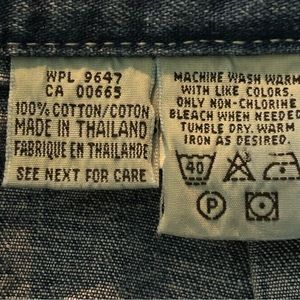 WPL 9647
CA 00665
100% COTTON/COTON
MADE IN THAILAND
FABRIQUE EN THAILANDE
SEE NEXT FOR CARE
MACHINE WASH WARM
WITH LIKE COLORS.
ONLY NON-CHLORINE
BLEACH WHEN NEEDED
TUMBLE DRY. WARM
IRON AS DESIRED.
40
P